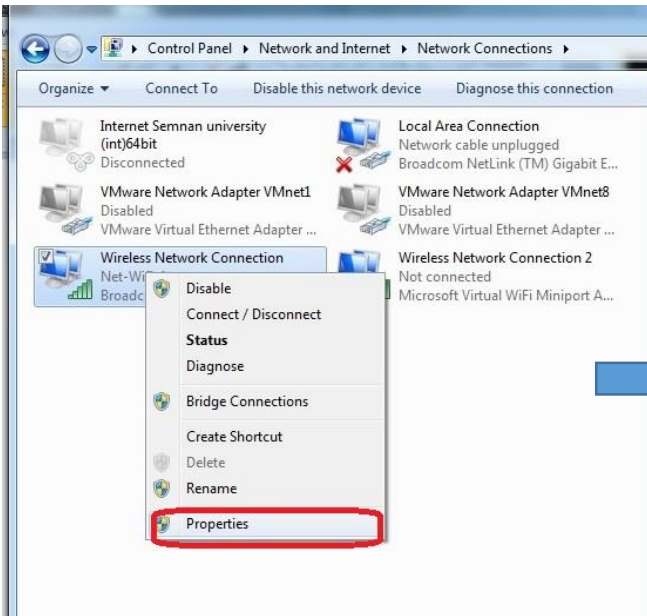 Control Panel Network and Internet Network Connections
Organize Connect To Disable this network device Diagnose this connection
Internet Semnan university
(int)64bit
Disconnected
Local Area Connection
Network cable unplugged
Broadcom NetLink (TM) Gigabit E...
VMware Network Adapter VMnet1
Disabled
VMware Virtual Ethernet Adapter ...
VMware Network Adapter VMnet8
Disabled
VMware Virtual Ethernet Adapter ...
Wireless Network Connection
Wireless Network Connection 2
Not connected
Microsoft Virtual WiFi Miniport A...
Disable
Connect / Disconnect
Status
Diagnose
Bridge Connections
Create Shortcut
Delete
Rename
Properties